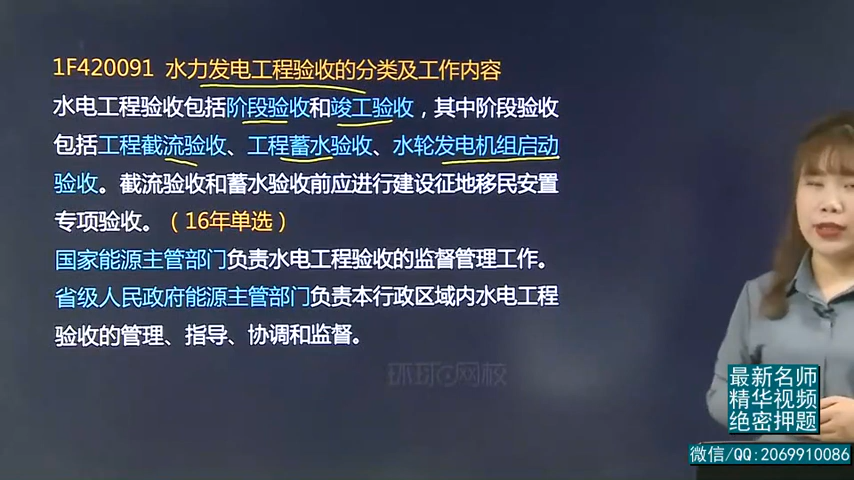 1F420091 水力发电工程验收的分类及工作内容
水电工程验收包括阶段验收和竣工验收，其中阶段验收
包括工程截流验收、工程蓄水验收、水轮发电机组启动
验收。截流验收和蓄水验收前应进行建设征地移民安置
专项验收。（16年单选）
国家能源主管部门负责水电工程验收的监督管理工作。
省级人民政府能源主管部门负责本行政区域内水电工程
验收的管理、指导、协调和监督。
环球@网校
最新名师
精华视频
绝密押题
微信/QQ:2069910086